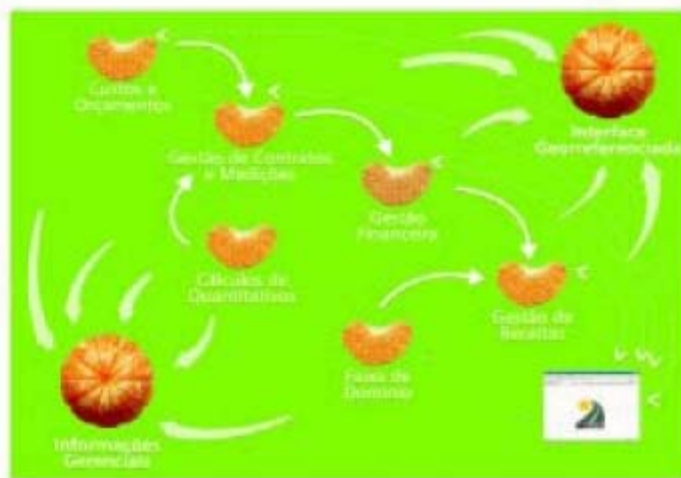 Custos e
Orçamentos
Gestão de Contratos
e Medições
Interface
Georreferenciada
Gestão
Financeira
Cálculos de
Quantitativos
Gestão de
Receitas
Faixas de
Domínio
Informações
Gerenciais